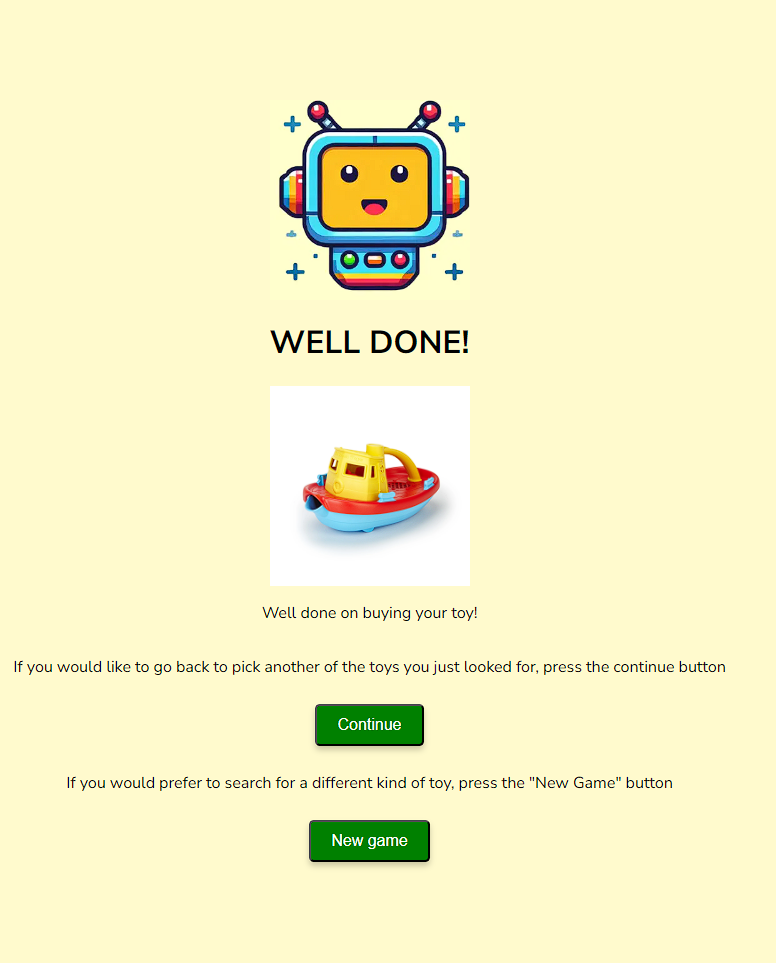 WELL DONE!
Well done on buying your toy!
If you would like to go back to pick another of the toys you just looked for, press the continue button
Continue
If you would prefer to search for a different kind of toy, press the "New Game" button
New game